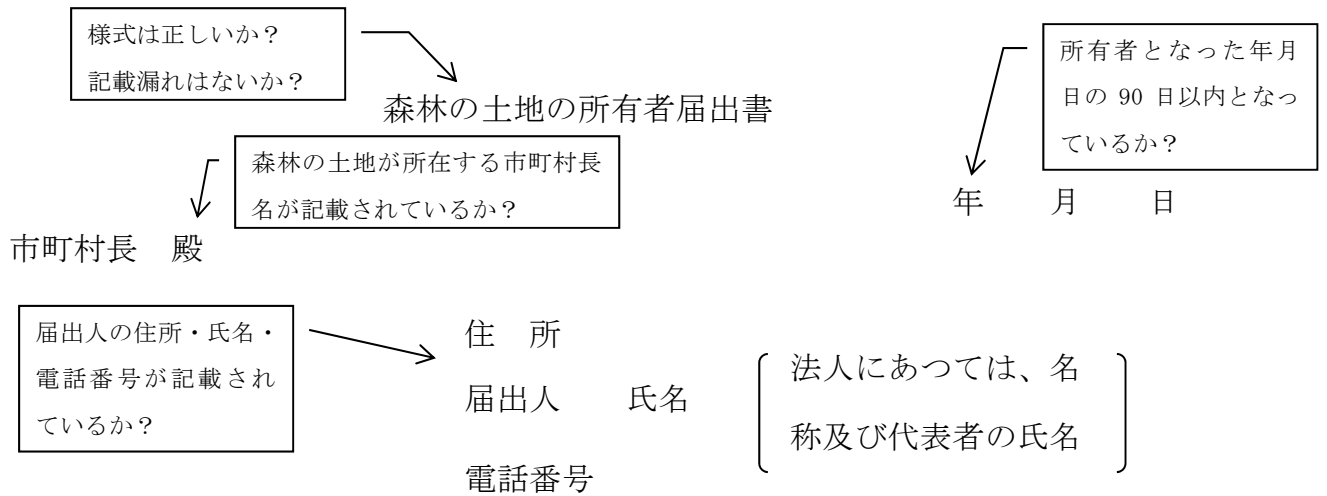 様式は正しいか？
記載漏れはないか？
森林の土地の所有者届出書
所有者となった年月
日の 90 日以内となっ
ているか？
森林の土地が所在する市町村長
名が記載されているか？
年　　月　　日
市町村長　殿
届出人の住所・氏名・
電話番号が記載され
ているか？
住　所
届出人　　氏名
法人にあつては、名
称及び代表者の氏名
電話番号